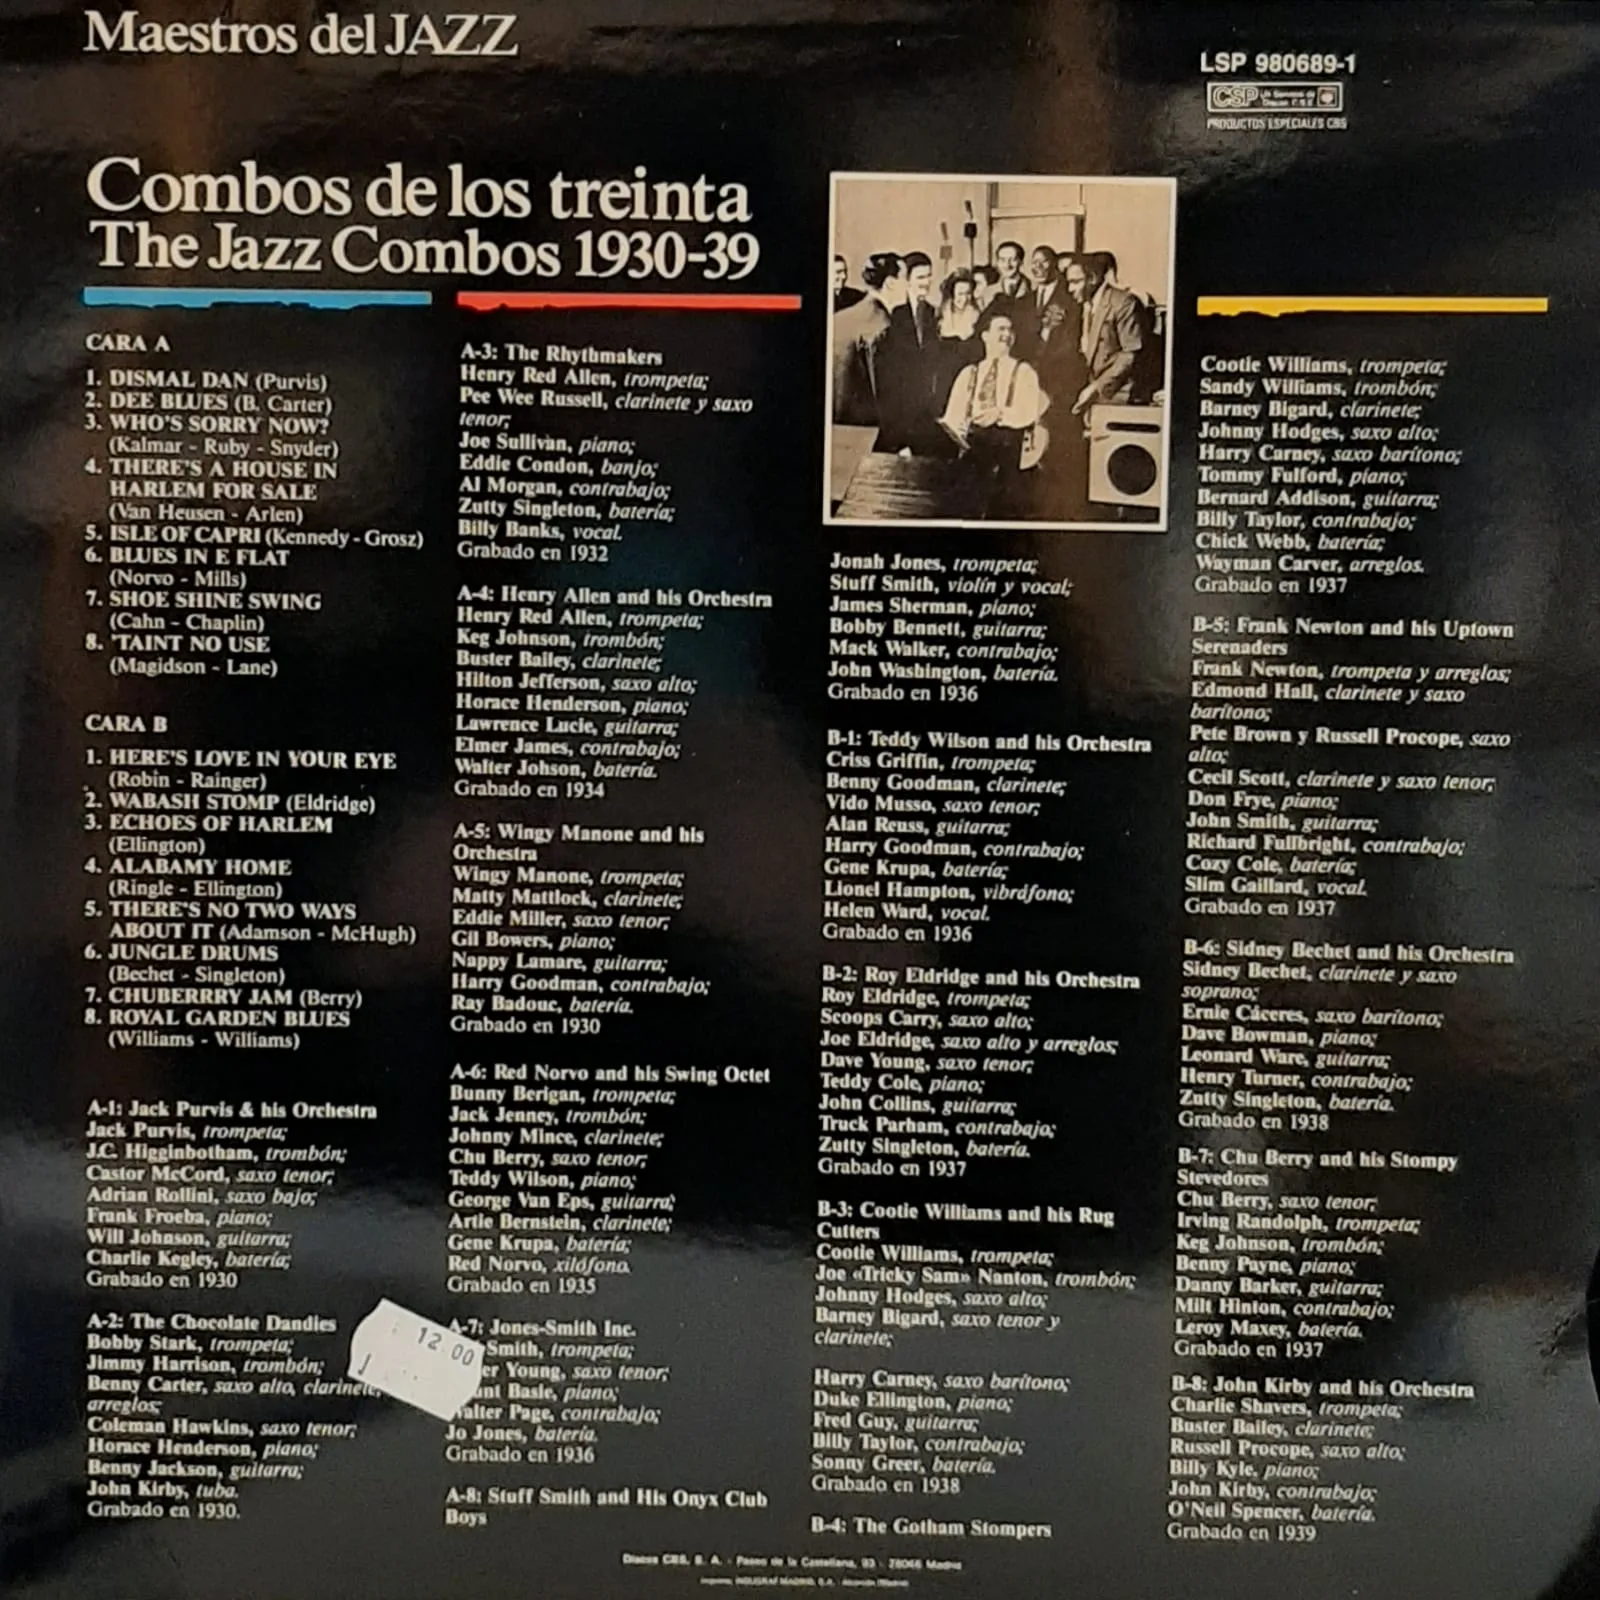 Maestros del JAZZ
LSP 980689-1
CSP
PRODUCTOS ESPECIALES CBS
Combos de los treinta
The Jazz Combos 1930-39
CARA A
1. DISMAL DAN (Purvis)
2. DEE BLUES (B. Carter)
3. WHO'S SORRY NOW?
(Kalmar - Ruby - Snyder)
4. THERE'S A HOUSE IN
HARLEM FOR SALE
(Van Heusen - Arlen)
5. ISLE OF CAPRI (Kennedy - Grosz)
6. BLUES IN E FLAT
(Norvo - Mills)
7. SHOE SHINE SWING
(Cahn - Chaplin)
8. 'TAINT NO USE
(Magidson - Lane)
CARA B
1. HERE'S LOVE IN YOUR EYE
(Robin - Rainger)
2. WABASH STOMP (Eldridge)
3. ECHOES OF HARLEM
(Ellington)
4. ALABAMY HOME
(Ringle - Ellington)
5. THERE'S NO TWO WAYS
ABOUT IT (Adamson - McHugh)
6. JUNGLE DRUMS
(Bechet - Singleton)
7. CHUBERRRY JAM (Berry)
8. ROYAL GARDEN BLUES
(Williams - Williams)
A-1: Jack Purvis & his Orchestra
Jack Purvis, trompeta;
J.C. Higginbotham, trombón;
Castor McCord, saxo tenor;
Adrian Rollini, saxo bajo;
Frank Froeba, piano;
Will Johnson, guitarra;
Charlie Kegley, batería;
Grabado en 1930
A-2: The Chocolate Dandies
Bobby Stark, trompeta;
Jimmy Harrison, trombón;
Benny Carter, saxo alto, clarinete,
arreglos;
Coleman Hawkins, saxo tenor;
Horace Henderson, piano;
Benny Jackson, guitarra;
John Kirby, tuba.
Grabado en 1930.
A-3: The Rhythmakers
Henry Red Allen, trompeta;
Pee Wee Russell, clarinete y saxo
tenor;
Joe Sullivan, piano;
Eddie Condon, banjo;
Al Morgan, contrabajo;
Zutty Singleton, batería;
Billy Banks, vocal.
Grabado en 1932
A-4: Henry Allen and his Orchestra
Henry Red Allen, trompeta;
Keg Johnson, trombón;
Buster Bailey, clarinete;
Hilton Jefferson, saxo alto;
Horace Henderson, piano;
Lawrence Lucie, guitarra;
Elmer James, contrabajo;
Walter Johson, batería.
Grabado en 1934
A-5: Wingy Manone and his
Orchestra
Wingy Manone, trompeta;
Matty Mattlock, clarinete;
Eddie Miller, saxo tenor;
Gil Bowers, piano;
Nappy Lamare, guitarra;
Harry Goodman, contrabajo;
Ray Badouc, batería.
Grabado en 1930
A-6: Red Norvo and his Swing Octet
Bunny Berigan, trompeta;
Jack Jenney, trombón;
Johnny Mince, clarinete;
Chu Berry, saxo tenor;
Teddy Wilson, piano;
George Van Eps, guitarra;
Artie Bernstein, clarinete;
Gene Krupa, batería;
Red Norvo, xilófono.
Grabado en 1935
12.00
A-7: Jones-Smith Inc.
Smith, trompeta;
er Young, saxo tenor;
nt Basie, piano;
Walter Page, contrabajo;
Jo Jones, batería.
Grabado en 1936
A-8: Stuff Smith and His Onyx Club
Boys
Jonah Jones, trompeta;
Stuff Smith, violín y vocal;
James Sherman, piano;
Bobby Bennett, guitarra;
Mack Walker, contrabajo;
John Washington, batería.
Grabado en 1936
B-1: Teddy Wilson and his Orchestra
Criss Griffin, trompeta;
Benny Goodman, clarinete;
Vido Musso, saxo tenor;
Alan Reuss, guitarra;
Harry Goodman, contrabajo;
Gene Krupa, batería;
Lionel Hampton, vibráfono;
Helen Ward, vocal.
Grabado en 1936
B-2: Roy Eldridge and his Orchestra
Roy Eldridge, trompeta;
Scoops Carry, saxo alto;
Joe Eldridge, saxo alto y arreglos;
Dave Young, saxo tenor;
Teddy Cole, piano;
John Collins, guitarra;
Truck Parham, contrabajo;
Zutty Singleton, batería.
Grabado en 1937
B-3: Cootie Williams and his Rug
Cutters
Cootie Williams, trompeta;
Joe «Tricky Sam» Nanton, trombón;
Johnny Hodges, saxo alto;
Barney Bigard, saxo tenor y
clarinete;
Harry Carney, saxo barítono;
Duke Ellington, piano;
Fred Guy, guitarra;
Billy Taylor, contrabajo;
Sonny Greer, batería.
Grabado en 1938
B-4: The Gotham Stompers
Cootie Williams, trompeta;
Sandy Williams, trombón;
Barney Bigard, clarinete;
Johnny Hodges, saxo alto;
Harry Carney, saxo barítono;
Tommy Fulford, piano;
Bernard Addison, guitarra;
Billy Taylor, contrabajo;
Chick Webb, batería;
Wayman Carver, arreglos.
Grabado en 1937
B-5: Frank Newton and his Uptown
Serenaders
Frank Newton, trompeta y arreglos;
Edmond Hall, clarinete y saxo
barítono;
Pete Brown y Russell Procope, saxo
alto;
Cecil Scott, clarinete y saxo tenor;
Don Frye, piano;
John Smith, guitarra;
Richard Fullbright, contrabajo;
Cozy Cole, batería;
Slim Gaillard, vocal.
Grabado en 1937
B-6: Sidney Bechet and his Orchestra
Sidney Bechet, clarinete y saxo
soprano;
Ernie Cáceres, saxo barítono;
Dave Bowman, piano;
Leonard Ware, guitarra;
Henry Turner, contrabajo;
Zutty Singleton, batería.
Grabado en 1938
B-7: Chu Berry and his Stompy
Stevedores
Chu Berry, saxo tenor;
Irving Randolph, trompeta;
Keg Johnson, trombón;
Benny Payne, piano;
Danny Barker, guitarra;
Milt Hinton, contrabajo;
Leroy Maxey, batería.
Grabado en 1937
B-8: John Kirby and his Orchestra
Charlie Shavers, trompeta;
Buster Bailey, clarinete;
Russell Procope, saxo alto;
Billy Kyle, piano;
John Kirby, contrabajo;
O'Neil Spencer, batería.
Grabado en 1939
Discos CBS, S. A. - Paseo de la Castellana, 93 - 28046 Madrid